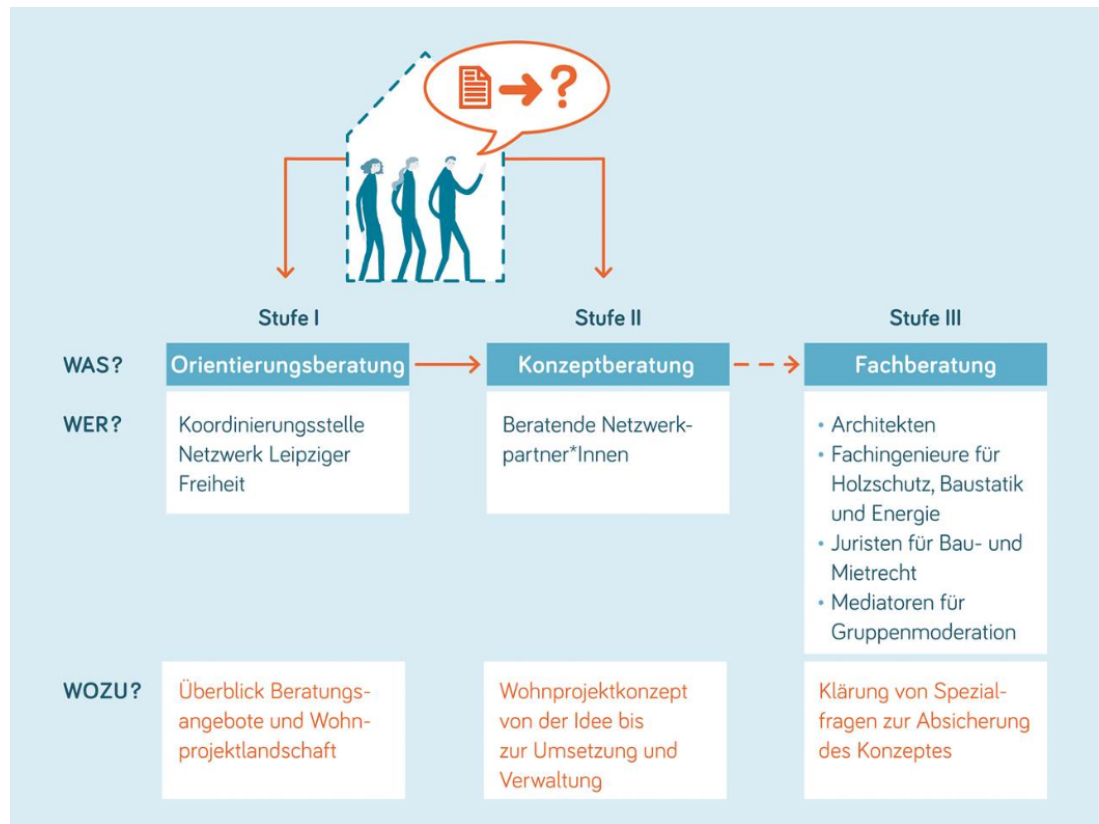 ?
Stufe I
Stufe II
Stufe III
WAS?
Orientierungsberatung
Konzeptberatung
Fachberatung
WER?
Koordinierungsstelle
Netzwerk Leipziger
Freiheit
Beratende Netzwerk-
partner*Innen
• Architekten
• Fachingenieure für
Holzschutz, Baustatik
und Energie
• Juristen für Bau- und
Mietrecht
• Mediatoren für
Gruppenmoderation
WOZU?
Überblick Beratungs-
angebote und Wohn-
projektlandschaft
Wohnprojektkonzept
von der Idee bis
zur Umsetzung und
Verwaltung
Klärung von Spezial-
fragen zur Absicherung
des Konzeptes